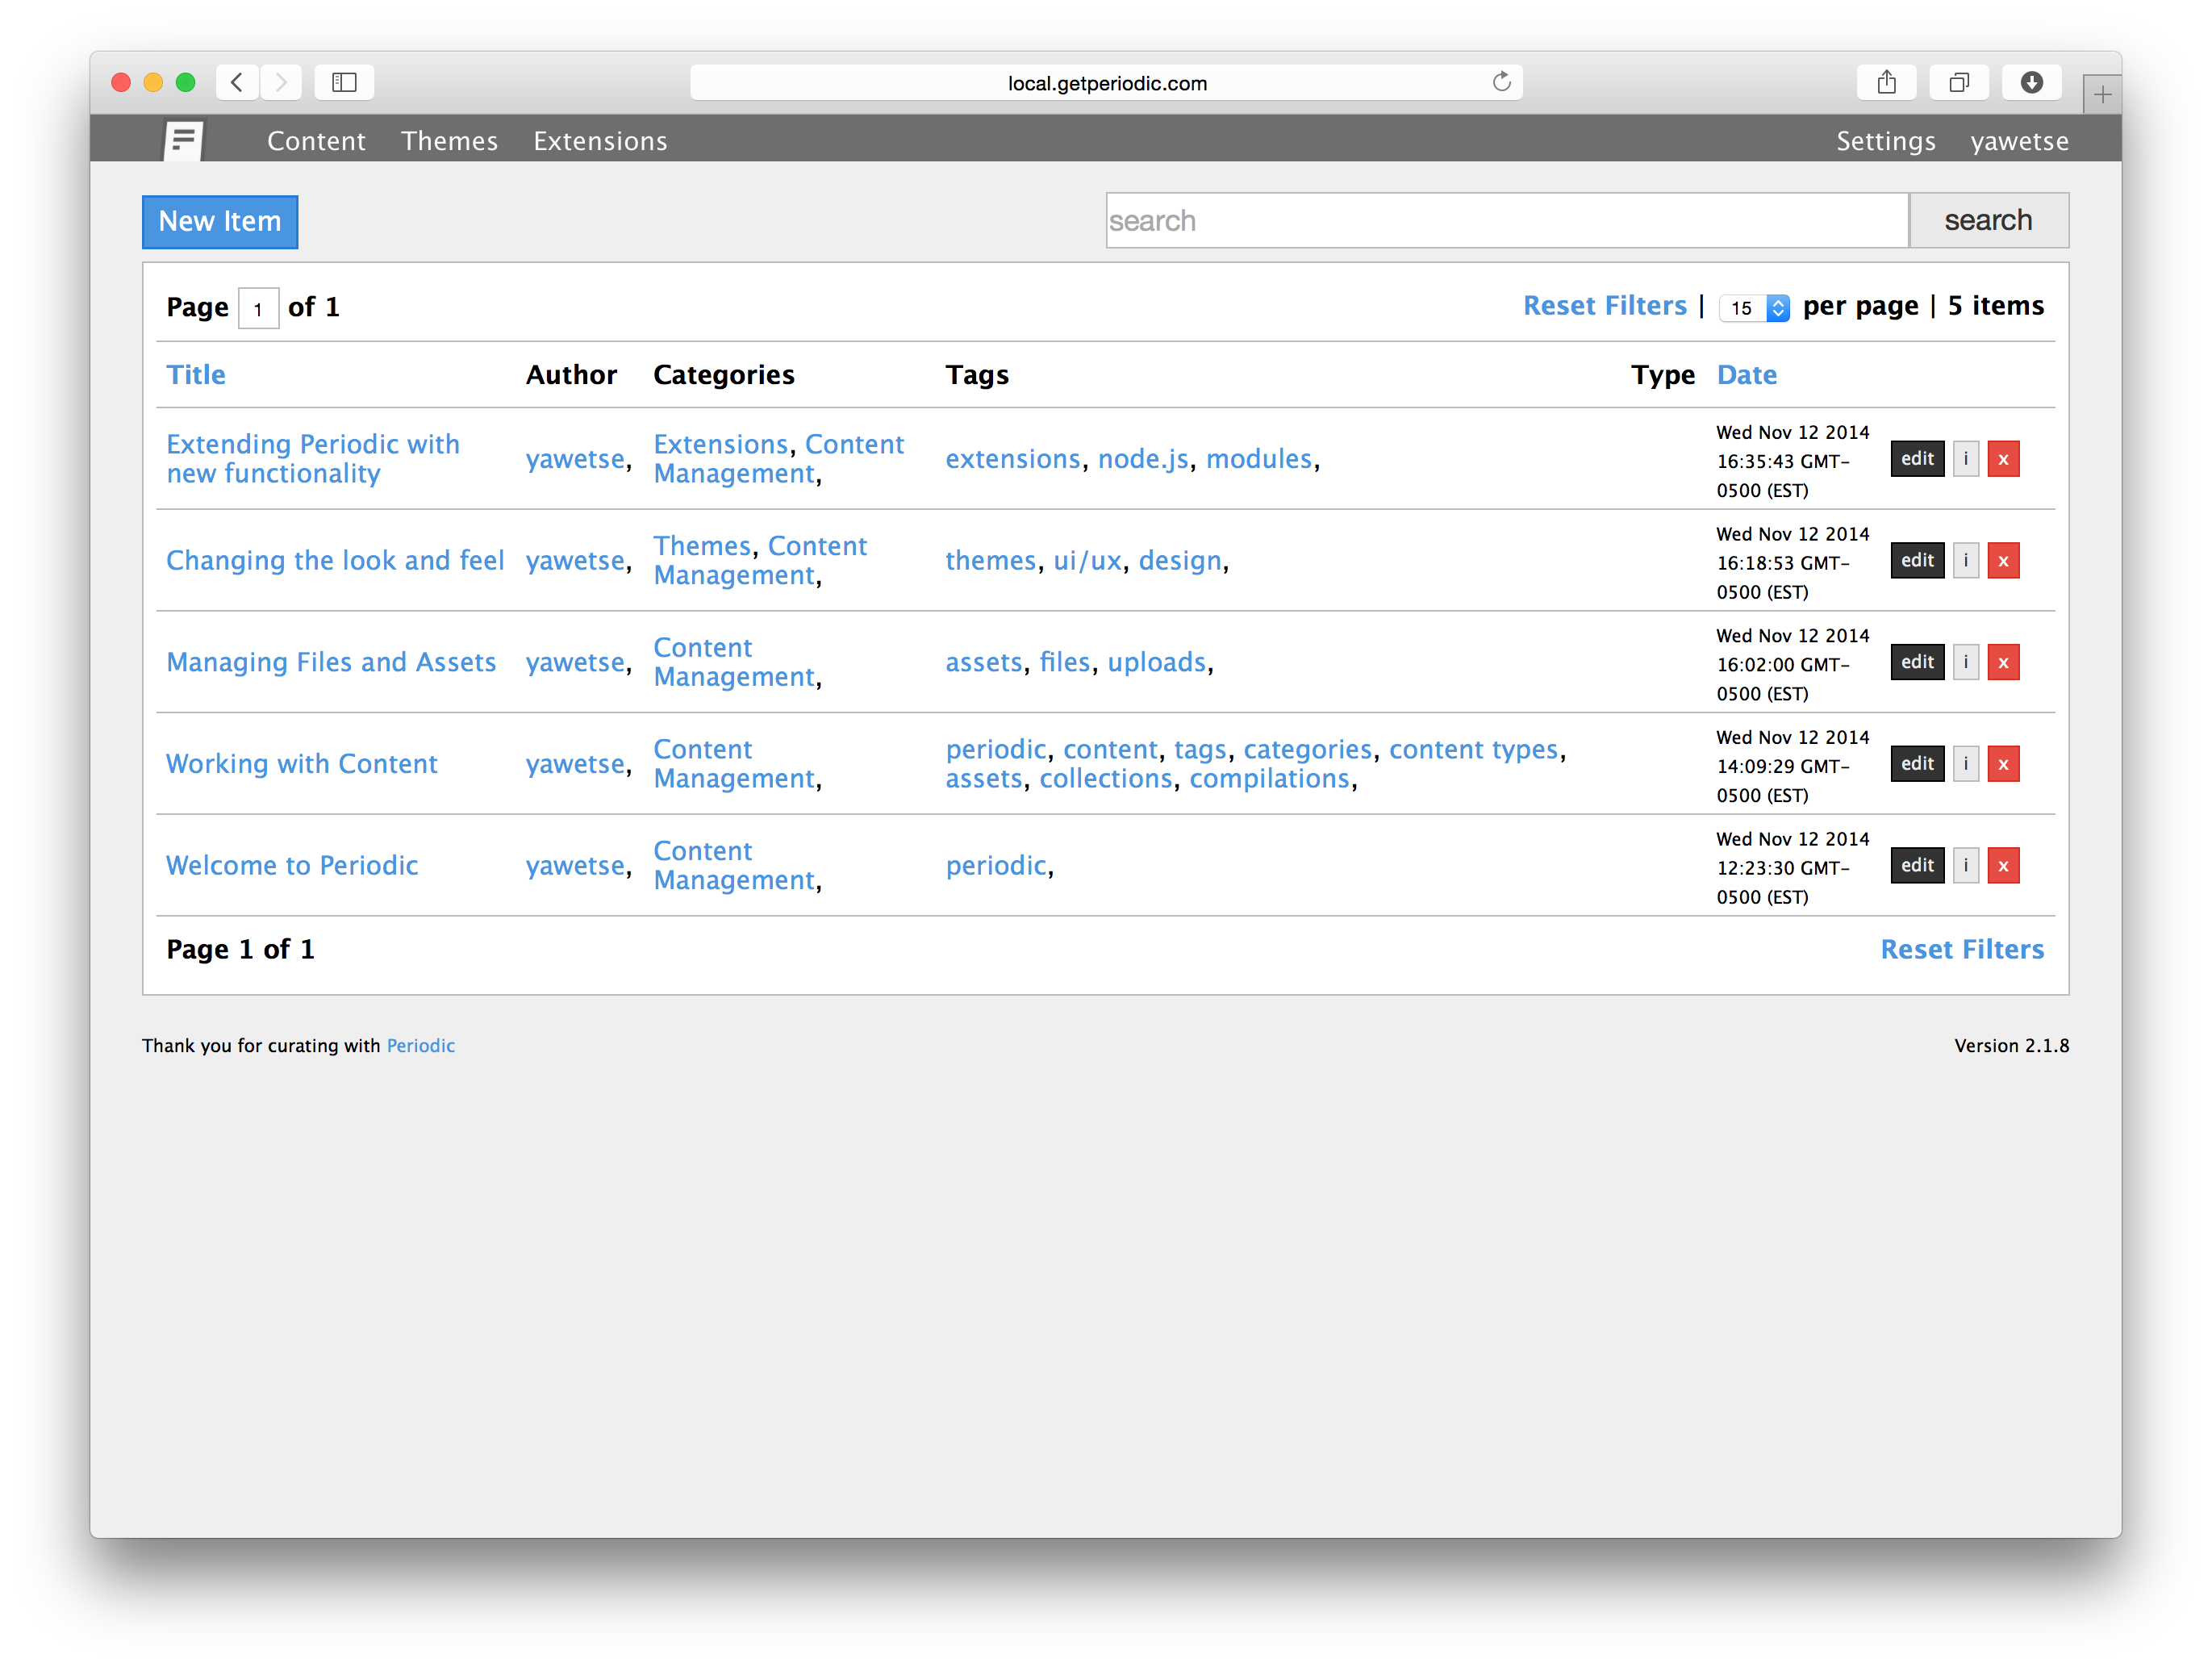 local.getperiodic.com
Content Themes Extensions Settings yawetse
New Item search search
Page 1 of 1 Reset Filters | 15 per page | 5 items
Title Author Categories Tags Type Date
Extending Periodic with
new functionality
yawetse,
Extensions, Content
Management,
extensions, node.js, modules,
Wed Nov 12 2014
16:35:43 GMT-
0500 (EST)
edit i x
Changing the look and feel
yawetse,
Themes, Content
Management,
themes, ui/ux, design,
Wed Nov 12 2014
16:18:53 GMT-
0500 (EST)
edit i x
Managing Files and Assets
yawetse,
Content
Management,
assets, files, uploads,
Wed Nov 12 2014
16:02:00 GMT-
0500 (EST)
edit i x
Working with Content
yawetse,
Content
Management,
periodic, content, tags, categories, content types,
assets, collections, compilations,
Wed Nov 12 2014
14:09:29 GMT-
0500 (EST)
edit i x
Welcome to Periodic
yawetse,
Content
Management,
periodic,
Wed Nov 12 2014
12:23:30 GMT-
0500 (EST)
edit i x
Page 1 of 1 Reset Filters
Thank you for curating with Periodic Version 2.1.8